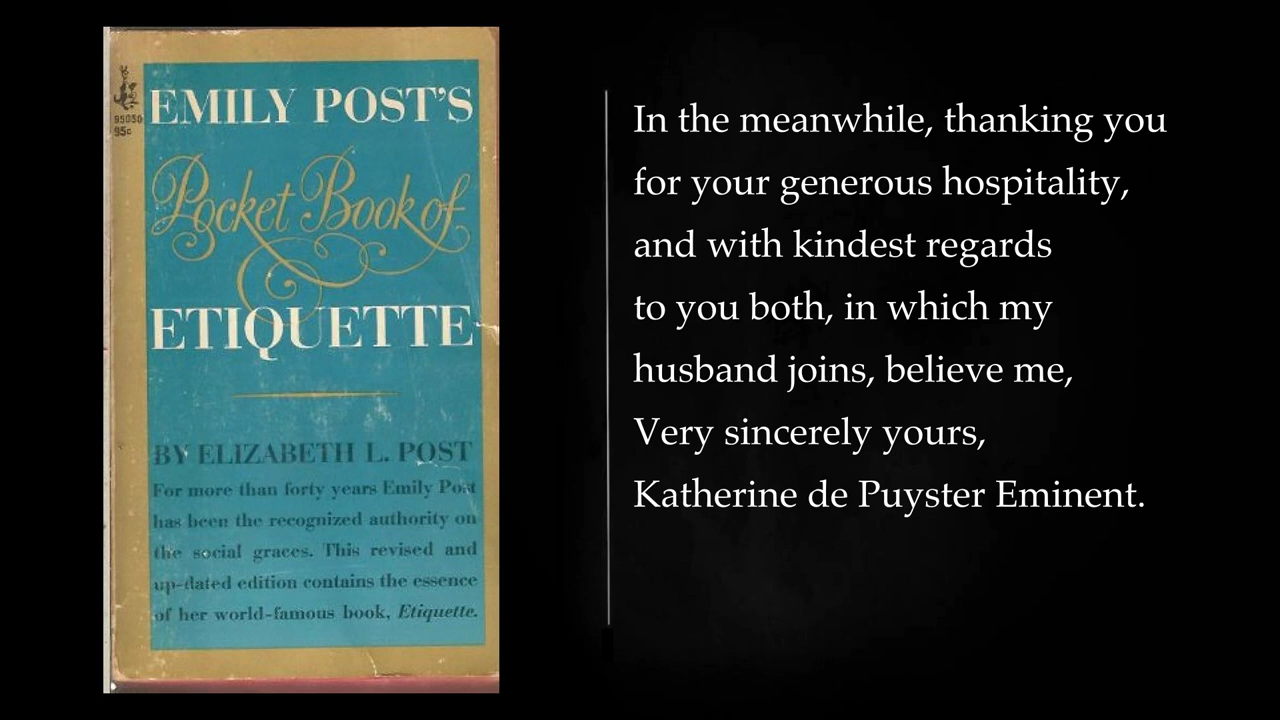 95050
95c
EMILY POST'S
Pocket Book of
ETIQUETTE
BY ELIZABETH L. POST
For more than forty years Emily Post
has been the recognized authority on
the social graces. This revised and
up-dated edition contains the essence
of her world-famous book, Etiquette.
In the meanwhile, thanking you
for your generous hospitality,
and with kindest regards
to you both, in which my
husband joins, believe me,
Very sincerely yours,
Katherine de Puyster Eminent.